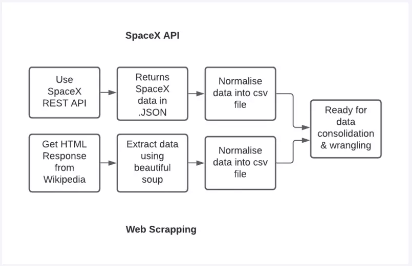 SpaceX API
Use
SpaceX
REST API
Returns
SpaceX
data in
.JSON
Normalise
data into csv
file
Get HTML
Response
from
Wikipedia
Extract data
using
beautiful
soup
Normalise
data into csv
file
Ready for
data
consolidation
& wrangling
Web Scrapping